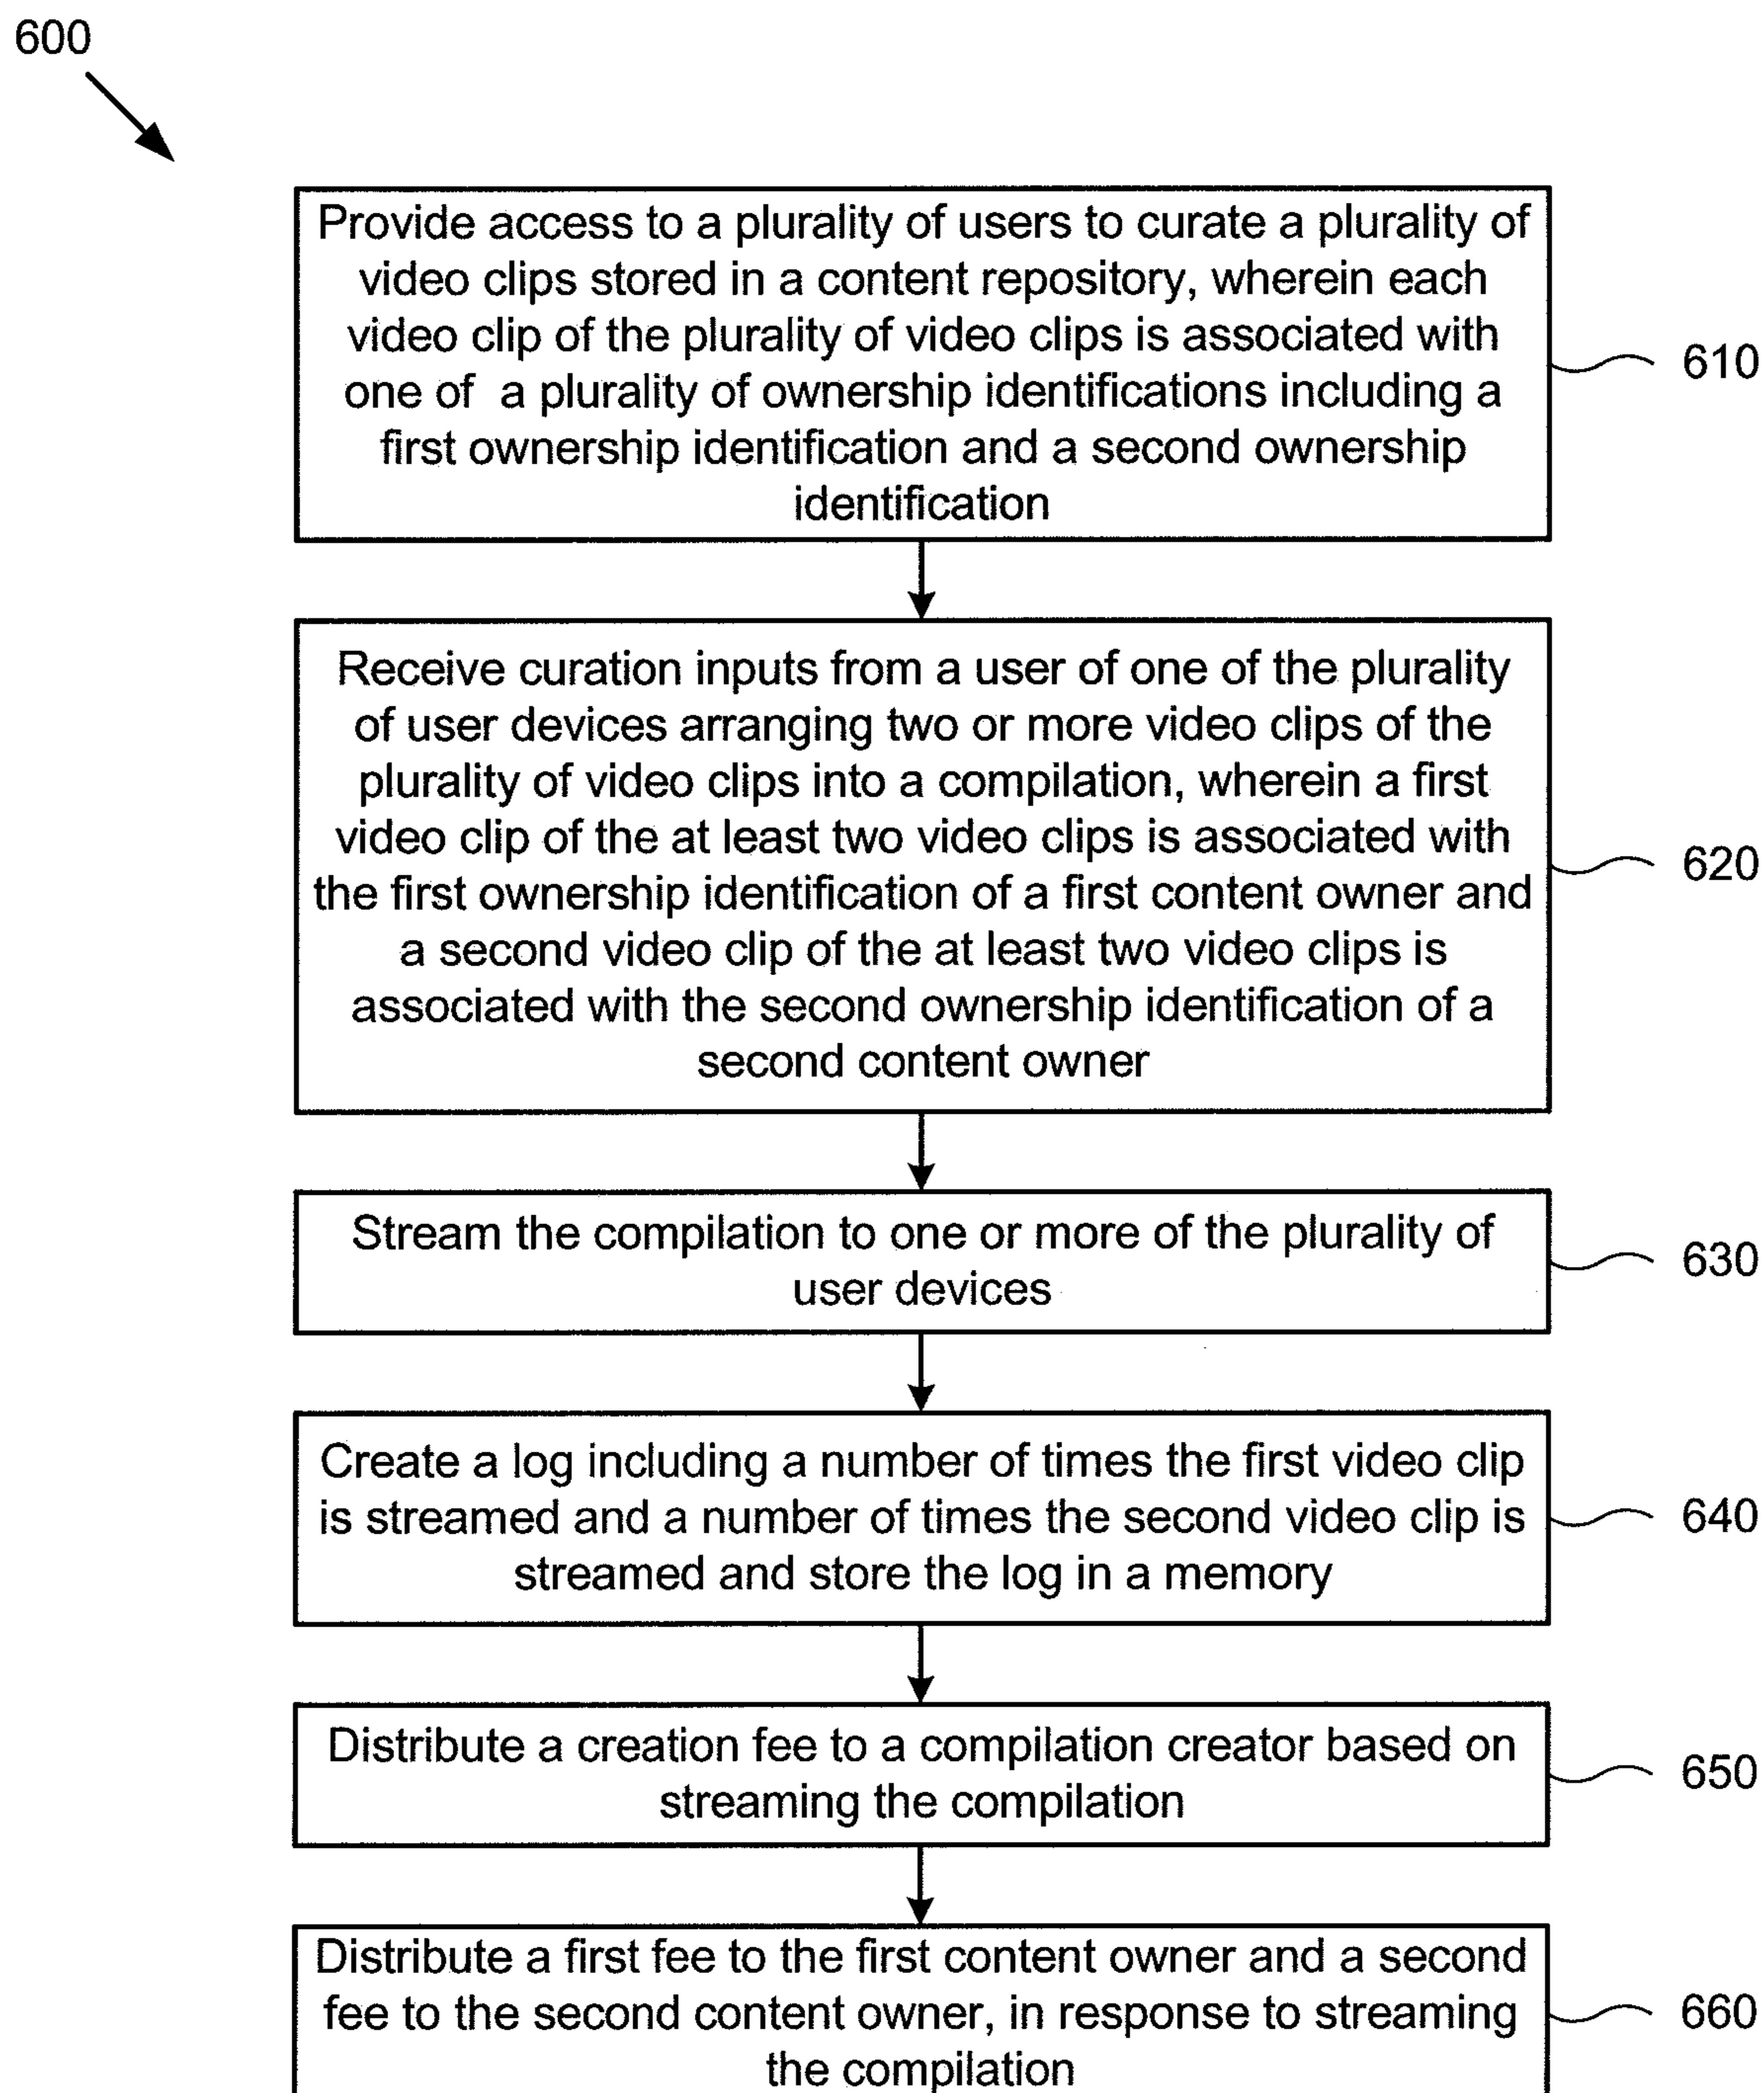 600
Provide access to a plurality of users to curate a plurality of
video clips stored in a content repository, wherein each
video clip of the plurality of video clips is associated with
one of a plurality of ownership identifications including a
first ownership identification and a second ownership
identification
610
Receive curation inputs from a user of one of the plurality
of user devices arranging two or more video clips of the
plurality of video clips into a compilation, wherein a first
video clip of the at least two video clips is associated with
the first ownership identification of a first content owner and
a second video clip of the at least two video clips is
associated with the second ownership identification of a
second content owner
620
Stream the compilation to one or more of the plurality of
user devices
630
Create a log including a number of times the first video clip
is streamed and a number of times the second video clip is
streamed and store the log in a memory
640
Distribute a creation fee to a compilation creator based on
streaming the compilation
650
Distribute a first fee to the first content owner and a second
fee to the second content owner, in response to streaming
the compilation
660